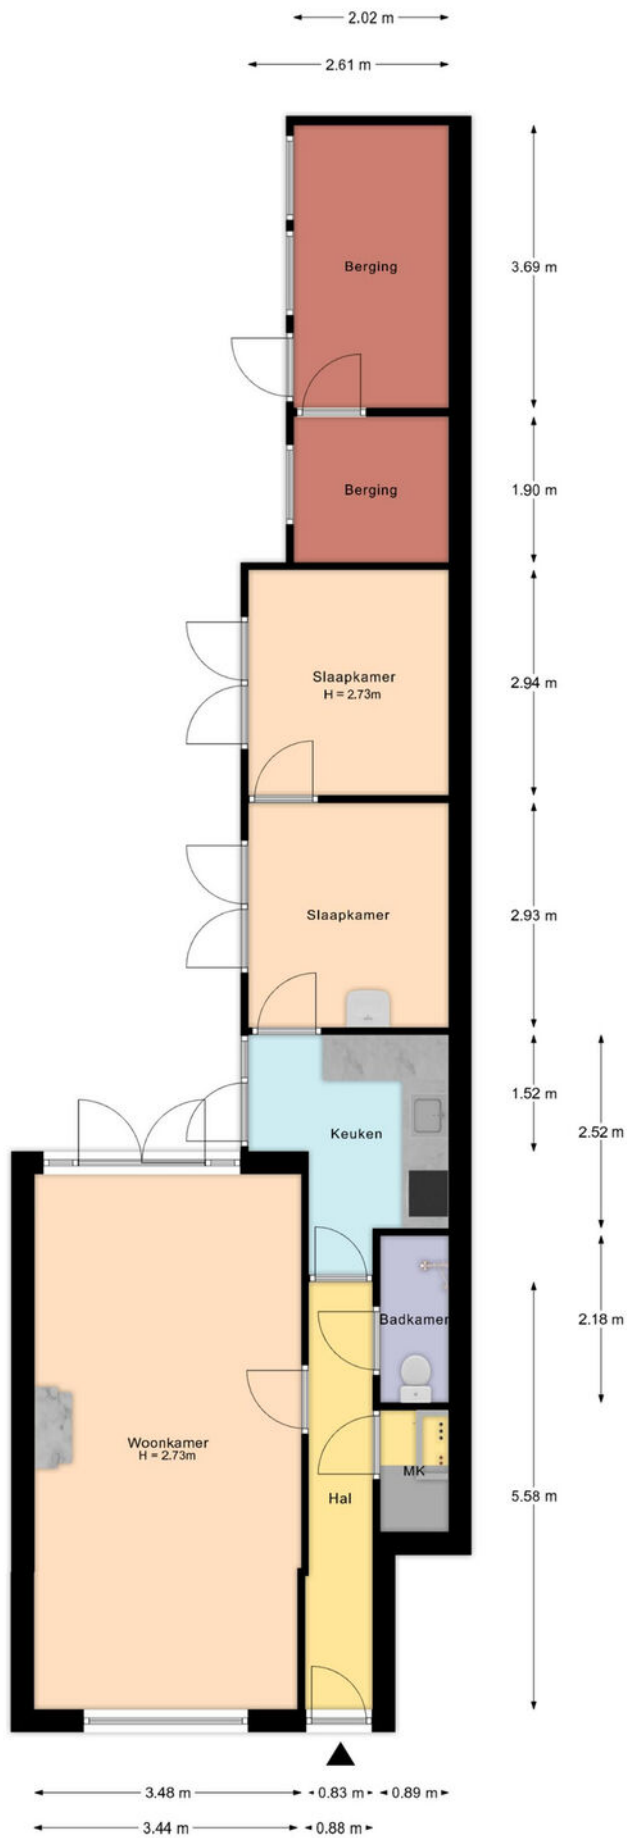 2.02 m
2.61 m
Berging
3.69 m
Berging
1.90 m
Slaapkamer
H = 2.73m
2.94 m
Slaapkamer
2.93 m
1.52 m
Keuken
2.52 m
Badkamer
2.18 m
Woonkamer
H = 2.73m
MK
Hal
5.58 m
3.48 m
0.83 m
0.89 m
3.44 m
0.88 m